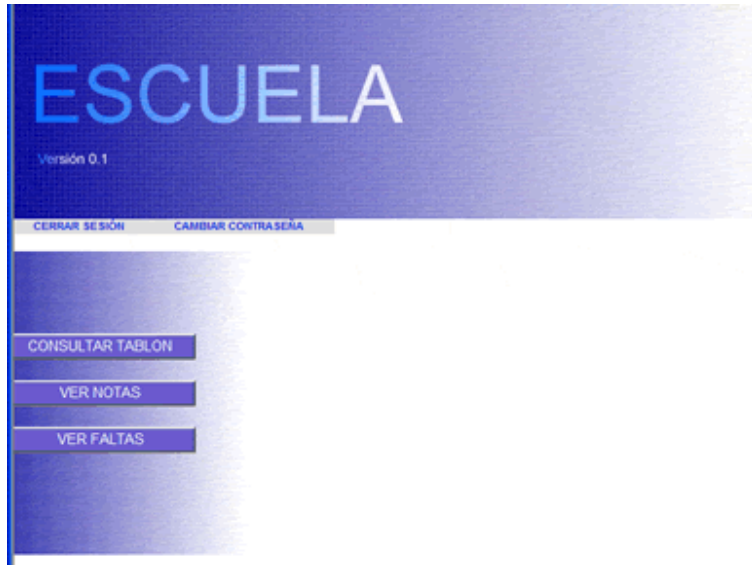 ESCUELA
Versión 0.1
CERRAR SESIÓN CAMBIAR CONTRASEÑA
CONSULTAR TABLON
VER NOTAS
VER FALTAS